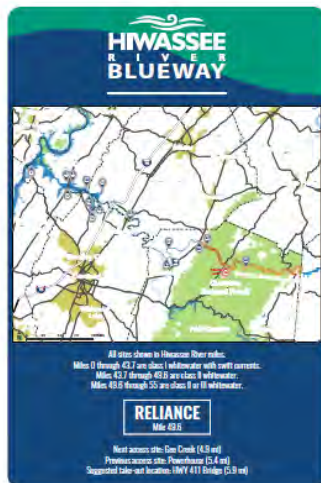 HIWASSEE
RIVER
BLUEWAY
All sites shown in Hiwassee River miles.
Miles 0 through 43.7 are class I whitewater with swift currents.
Miles 43.7 through 49.6 are class II whitewater.
Miles 49.6 through 55 are class II or III whitewater.
RELIANCE
Mile 49.6
Next access site: Gee Creek (4.9 mi)
Previous access site: Powerhouse (5.4 mi)
Suggested take-out location: HWY 411 Bridge (5.9 mi)